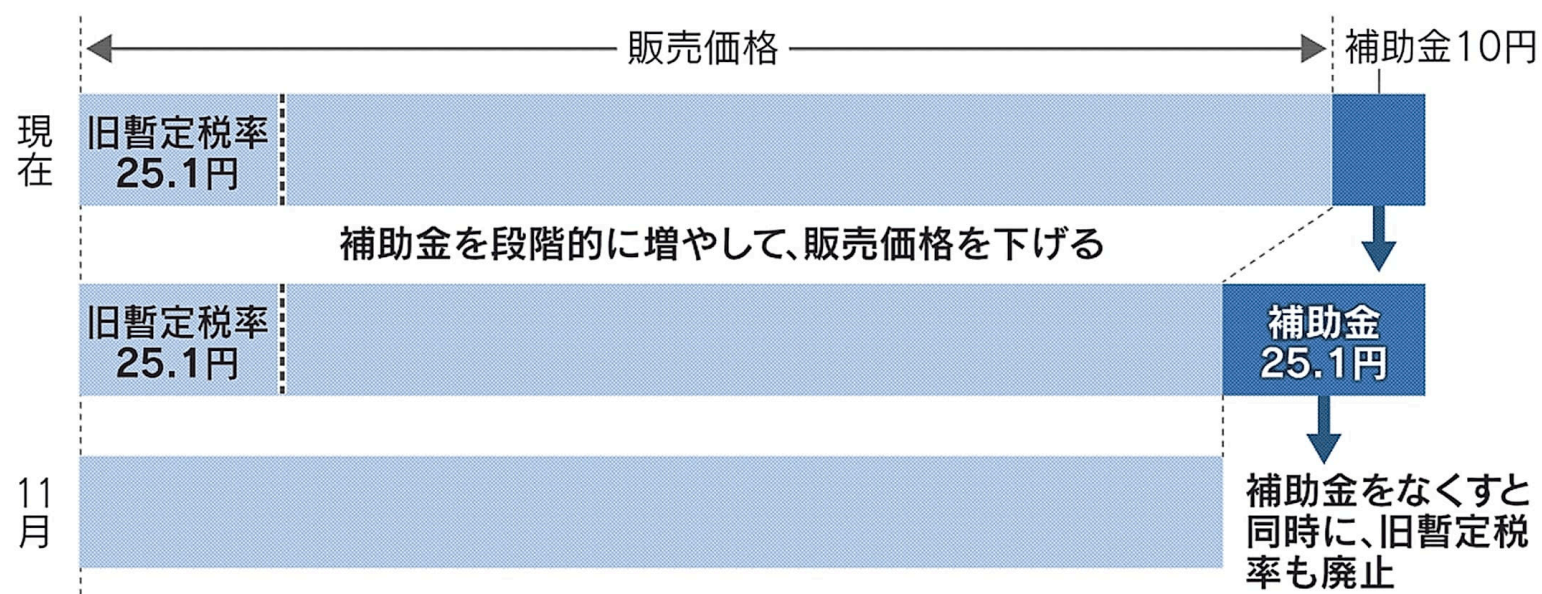 販売価格
補助金10円
現在
旧暫定税率
25.1円
補助金を段階的に増やして、販売価格を下げる
旧暫定税率
25.1円
補助金
25.1円
11月
補助金をなくすと
同時に、旧暫定税
率も廃止